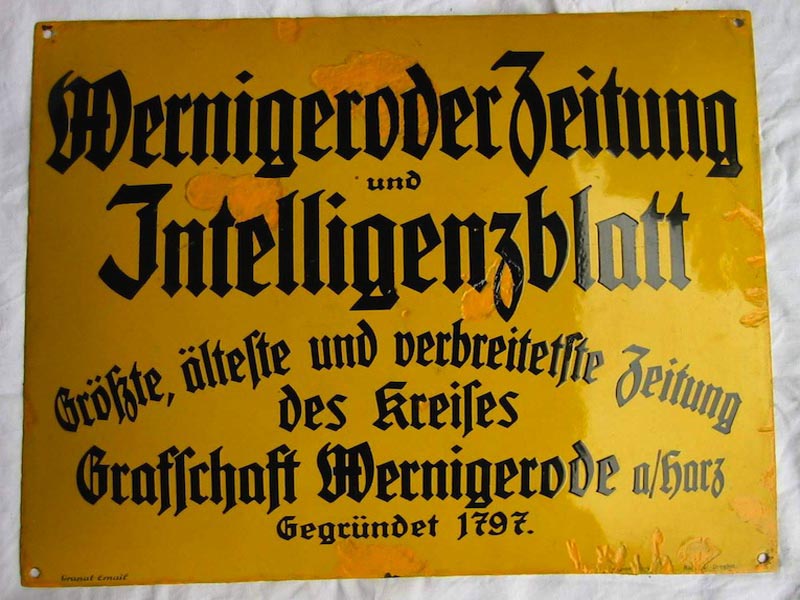 Wernigeroder Zeitung
und
Intelligenzblatt
Größte, älteste und verbreitetste Zeitung
des Kreises
Grafschaft Wernigerode a/Harz
Gegründet 1797.